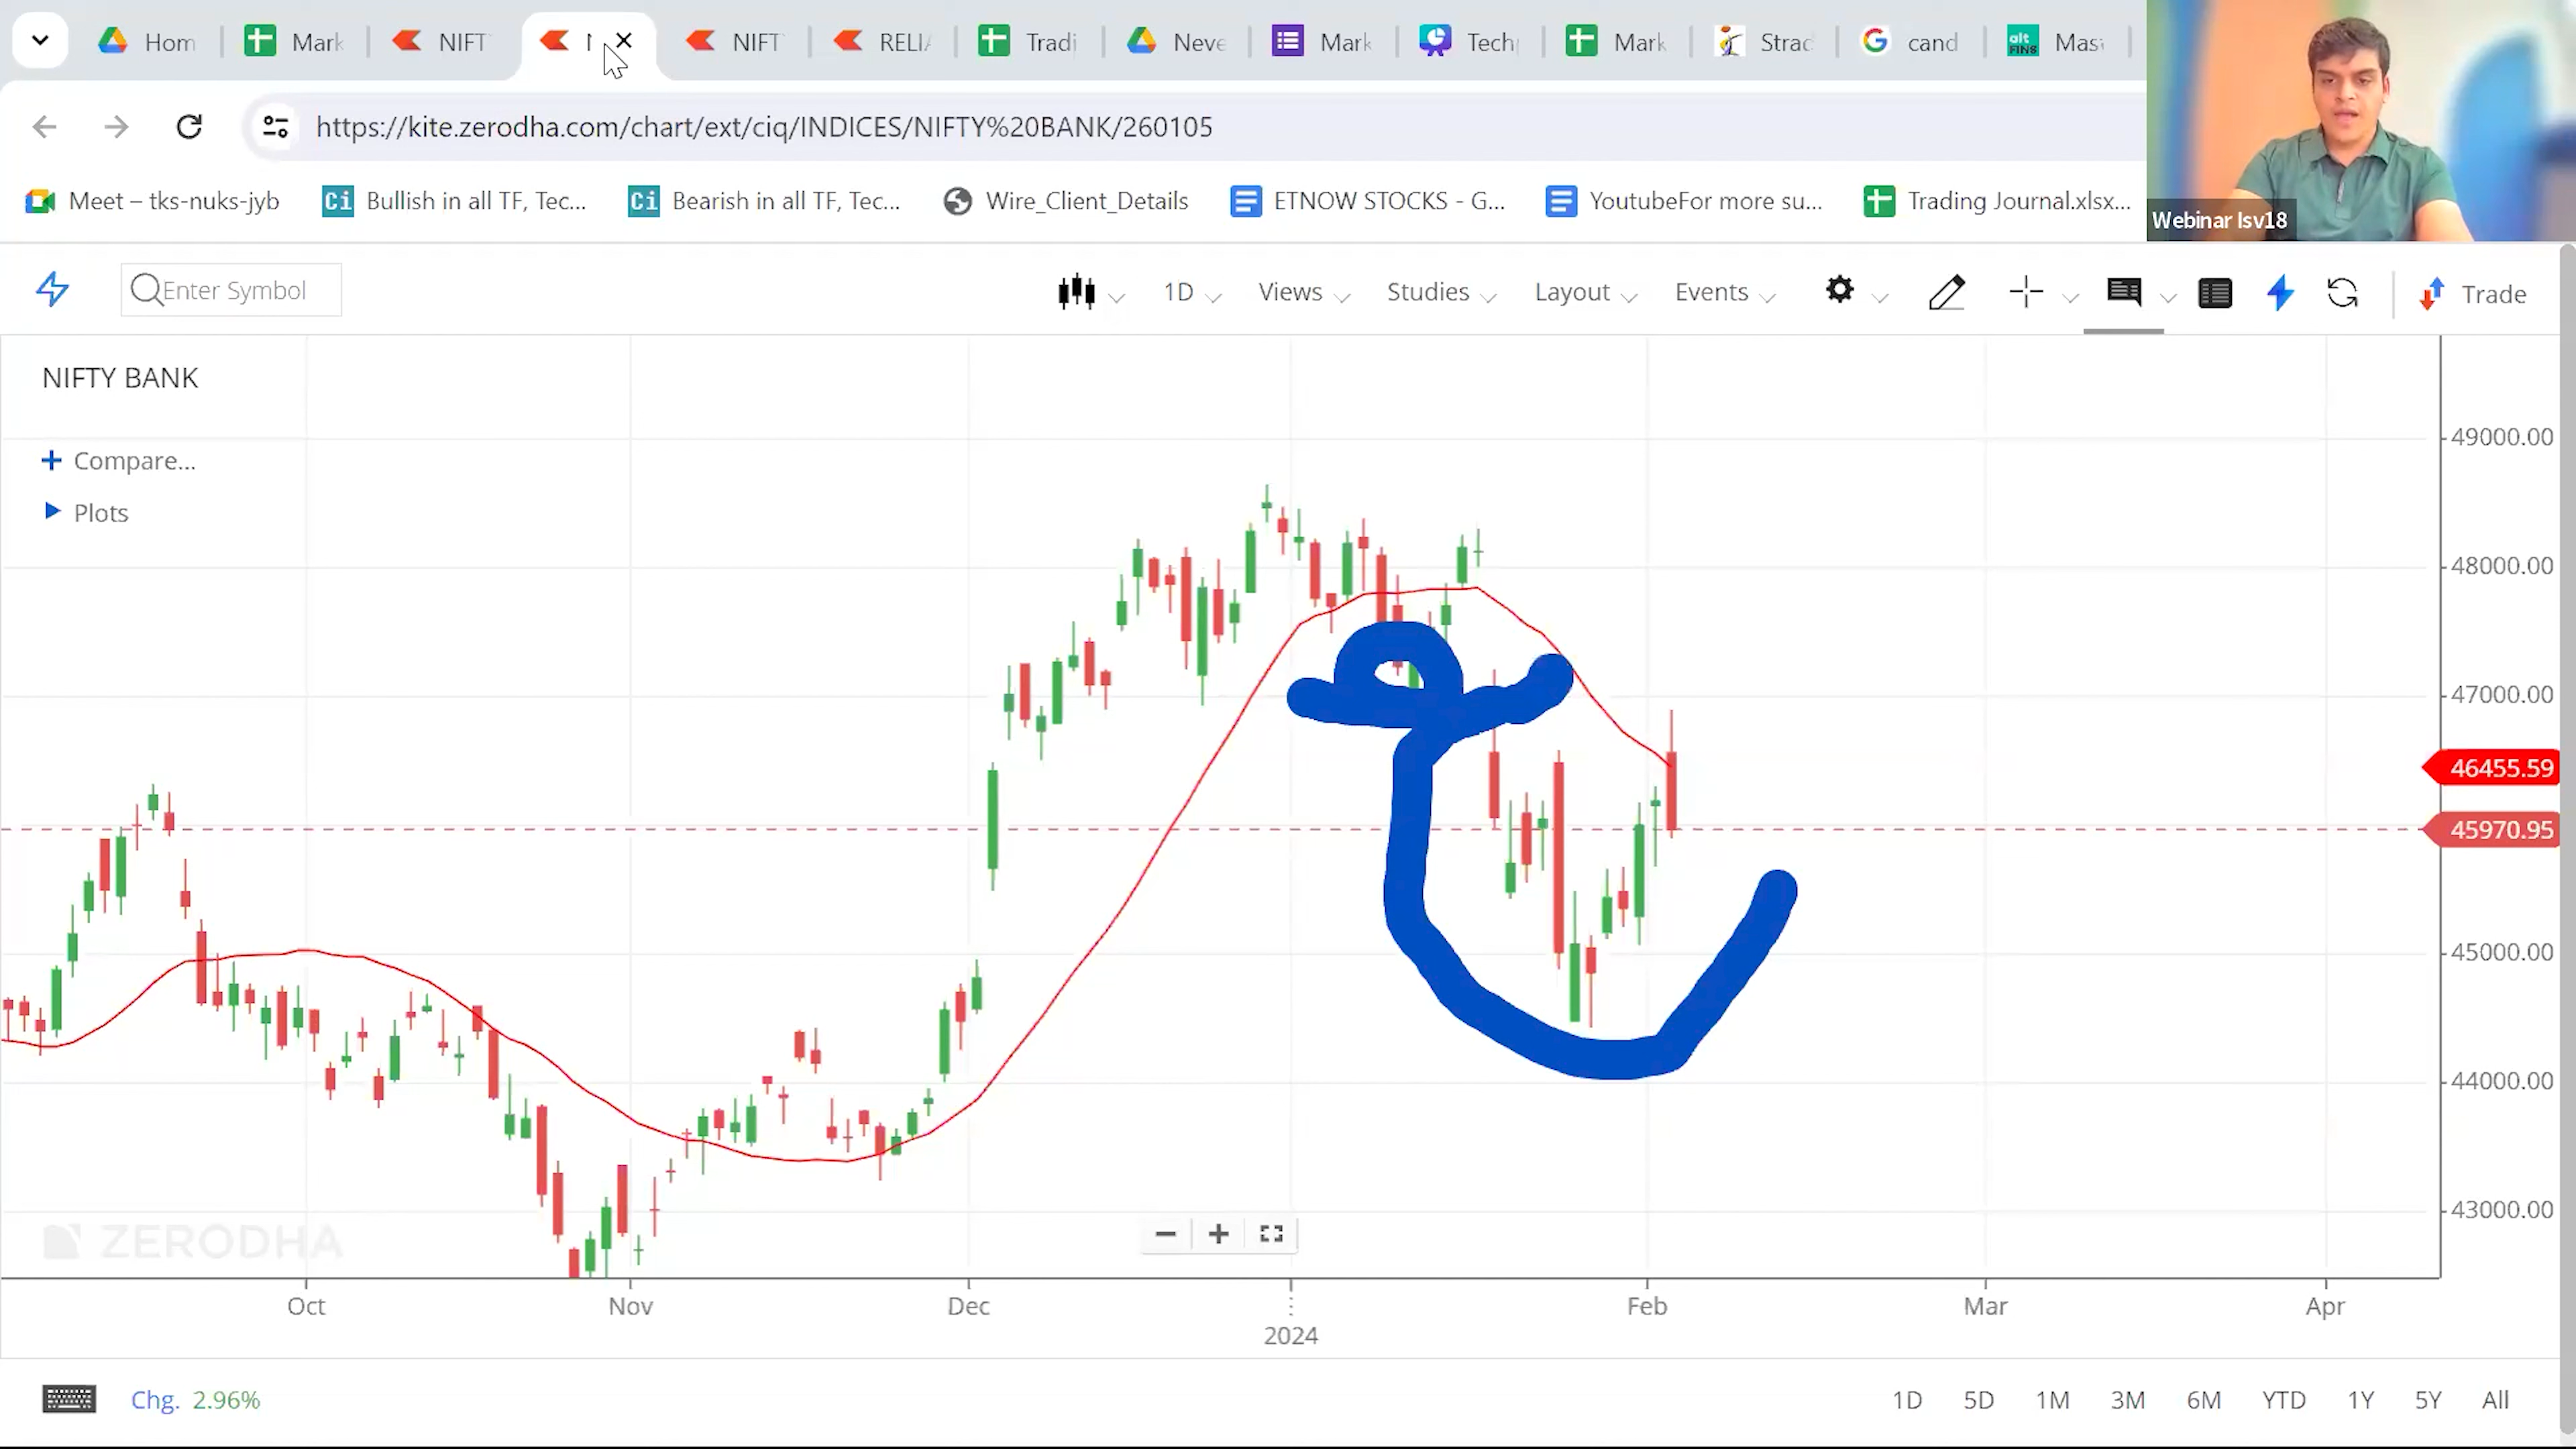 Hom
Mark
NIFT
NIFT
RELI
Tradi
Neve
Mark
Tech
Mark
Strad
cand
Mas
https://kite.zerodha.com/chart/ext/ciq/INDICES/NIFTY%20BANK/260105
Meet – tks-nuks-jyb
Bullish in all TF, Tec...
Bearish in all TF, Tec...
Wire_Client_Details
ETNOW STOCKS - G...
YoutubeFor more su...
Trading Journal.xlsx...
Webinar lsv18
Enter Symbol
1D
Views
Studies
Layout
Events
Trade
NIFTY BANK
Compare...
Plots
49000.00
48000.00
47000.00
46455.59
45970.95
45000.00
44000.00
43000.00
ZERODHA
Oct
Nov
Dec
2024
Feb
Mar
Apr
Chg. 2.96%
1D
5D
1M
3M
6M
YTD
1Y
5Y
All